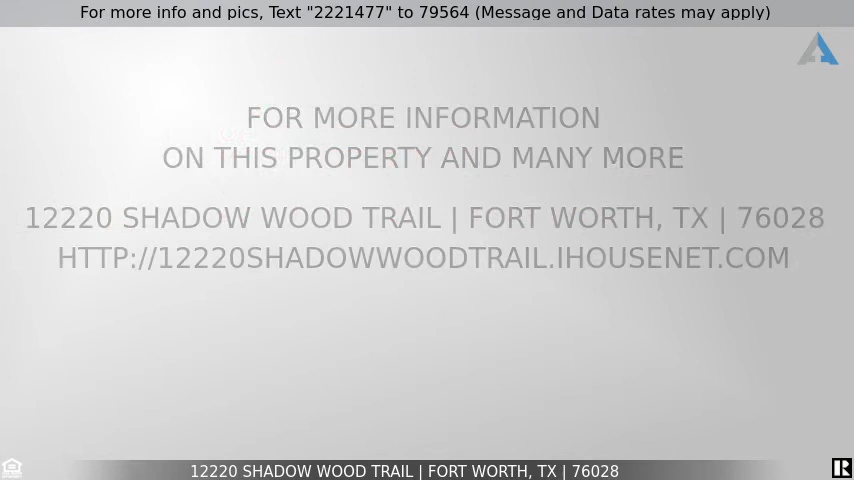 For more info and pics, Text "2221477" to 79564 (Message and Data rates may apply)
FOR MORE INFORMATION
ON THIS PROPERTY AND MANY MORE
12220 SHADOW WOOD TRAIL | FORT WORTH, TX | 76028
HTTP://12220SHADOWWOODTRAIL.IHOUSENET.COM
12220 SHADOW WOOD TRAIL | FORT WORTH, TX | 76028